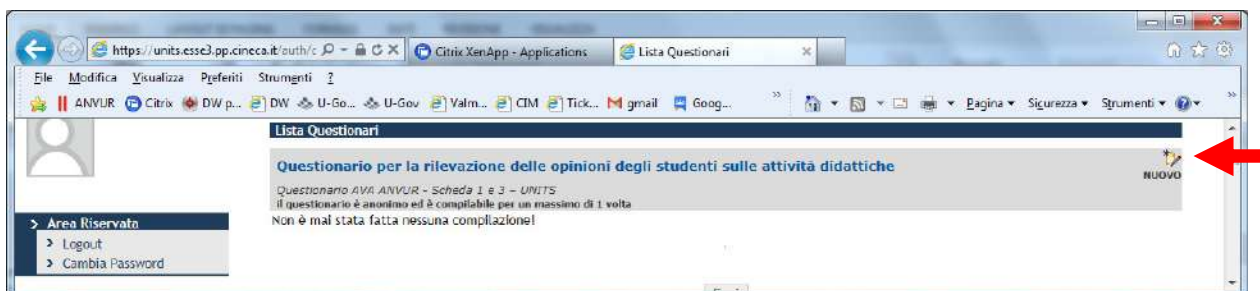 https://units.esse3.pp.cineca.it/auth/c
Citrix XenApp - Applications
Lista Questionari
File Modifica Visualizza Preferiti Strumenti ?
ANVUR Citrix DW p... DW U-Go... U-Gov Valm... CIM Tick... gmail Goog... Pagina Sicurezza Strumenti
Lista Questionari
Questionario per la rilevazione delle opinioni degli studenti sulle attività didattiche
NUOVO
Questionario AVA ANVUR - Scheda 1 e 3 – UNITS
il questionario è anonimo ed è compilabile per un massimo di 1 volta
Non è mai stata fatta nessuna compilazione!
Area Riservata
Logout
Cambia Password